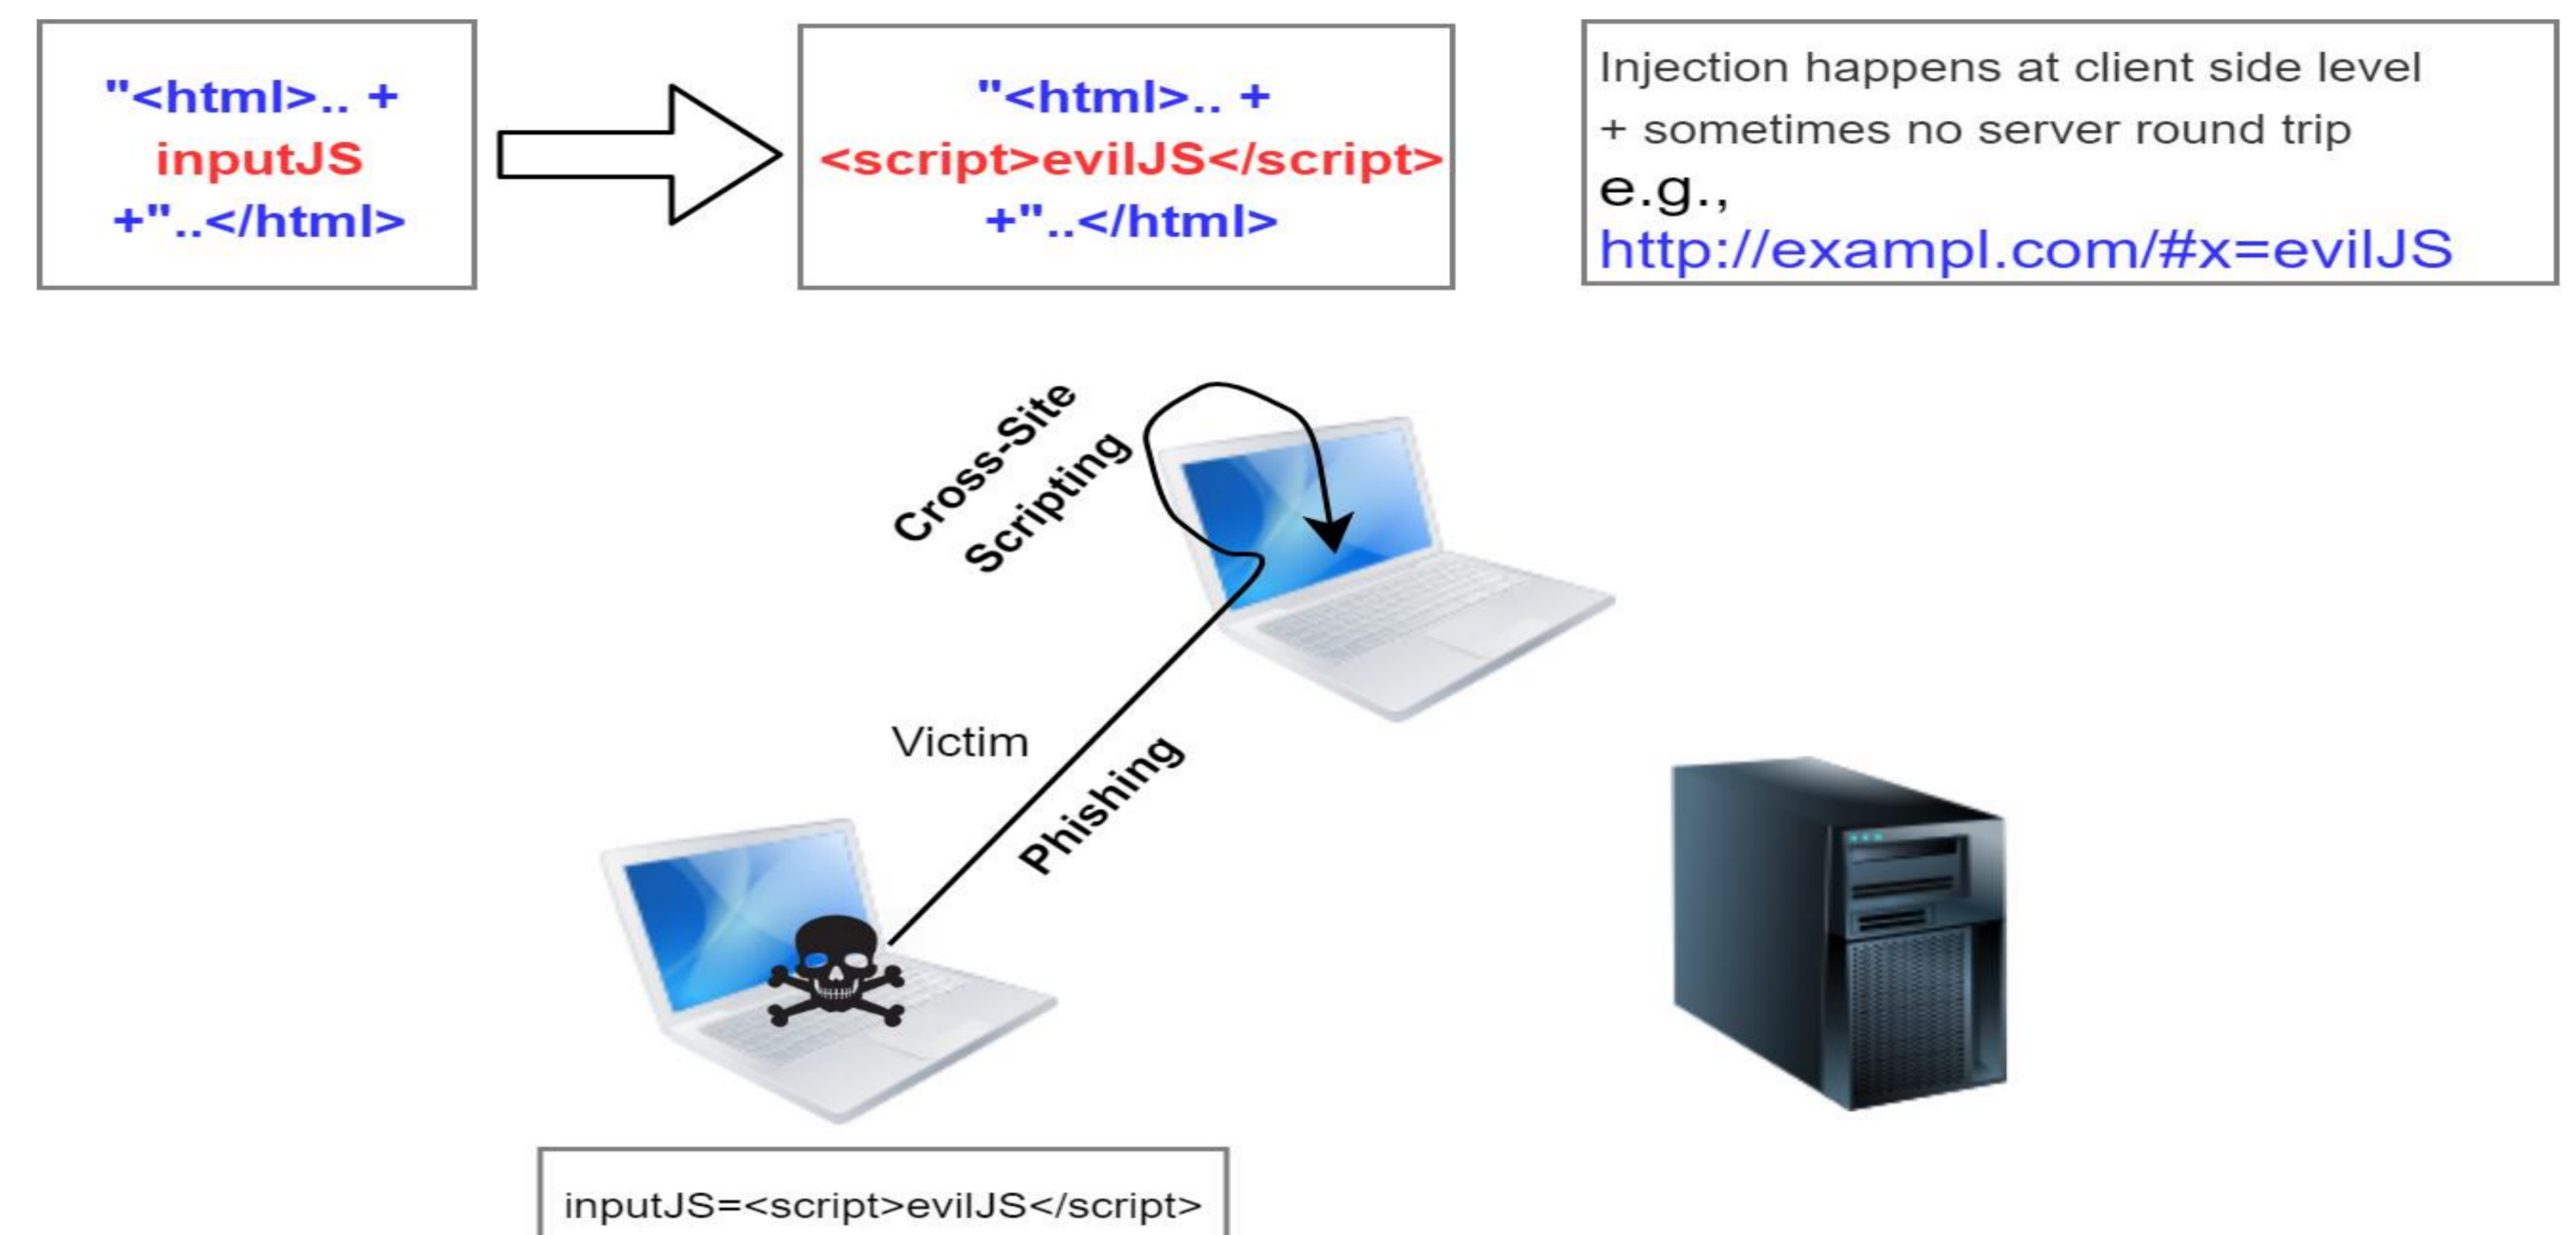 "<html>.. +
inputJS
+"..</html>
"<html>.. +
<script>evilJS</script>
+"..</html>
Injection happens at client side level
+ sometimes no server round trip
e.g.,
http://exampl.com/#x=evilJS
Cross-Site
Scripting
Victim
Phishing
inputJS=<script>evilJS</script>